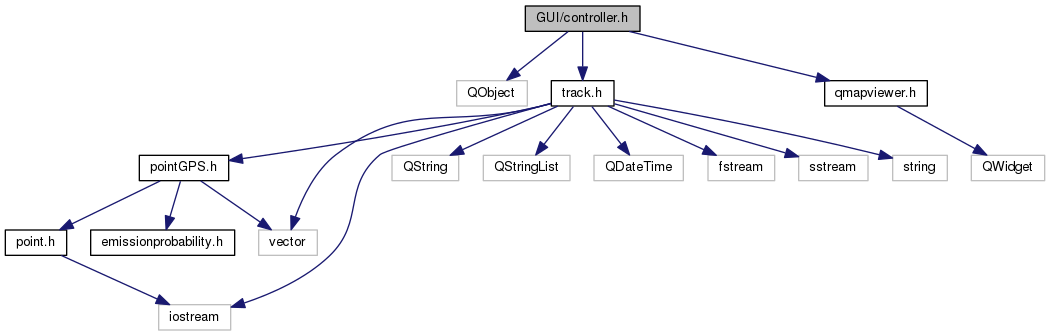 GUI/controller.h
QObject
track.h
qmapviewer.h
pointGPS.h
QString
QStringList
QDateTime
fstream
sstream
string
QWidget
point.h
emissionprobability.h
vector
iostream